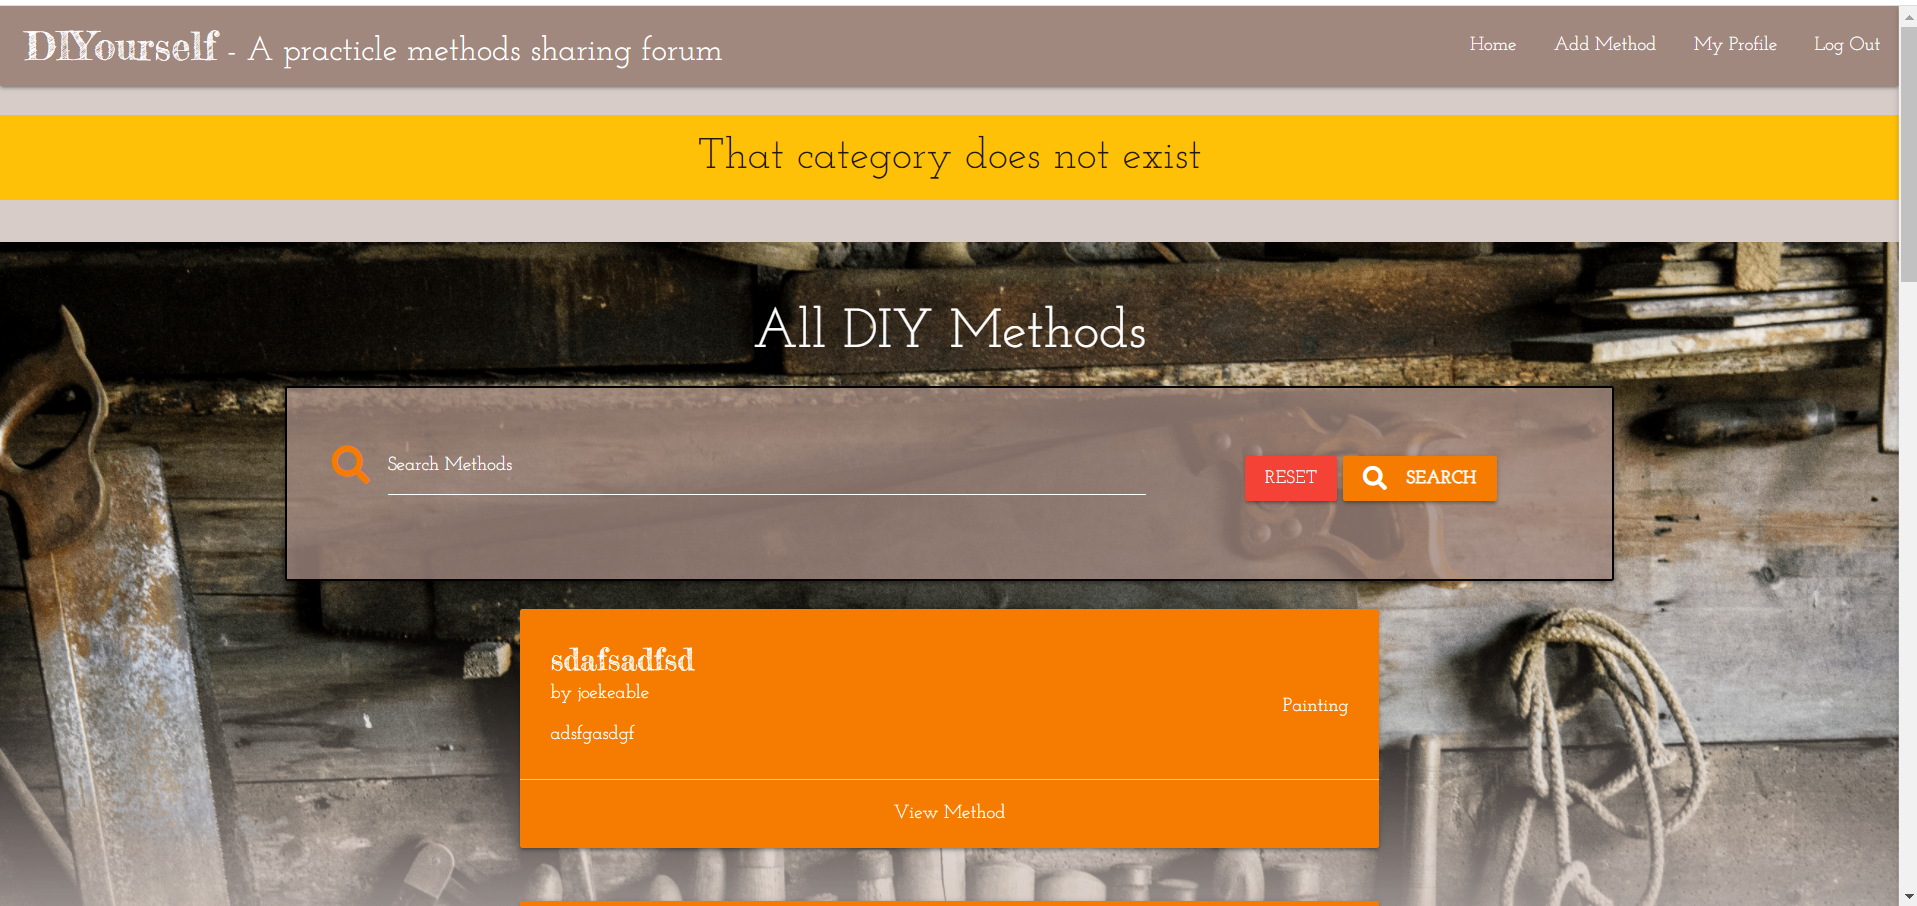 DIYourself - A practicle methods sharing forum
Home Add Method My Profile Log Out
That category does not exist
All DIY Methods
Search Methods
RESET SEARCH
sdafsadfsd
by joekeable
Painting
adsfgasdgf
View Method